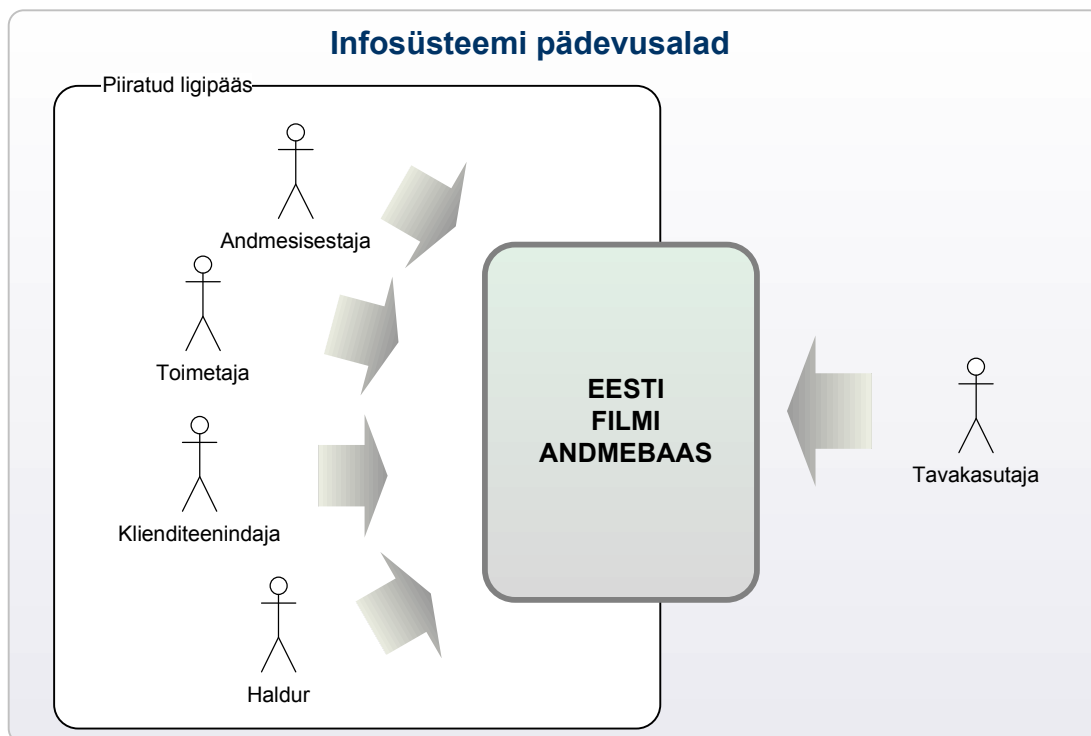 Infosüsteemi pädevusalad
Piiratud ligipääs
Andmesisestaja
Toimetaja
Klienditeenindaja
Haldur
EESTI
FILMI
ANDMEBAAS
Tavakasutaja